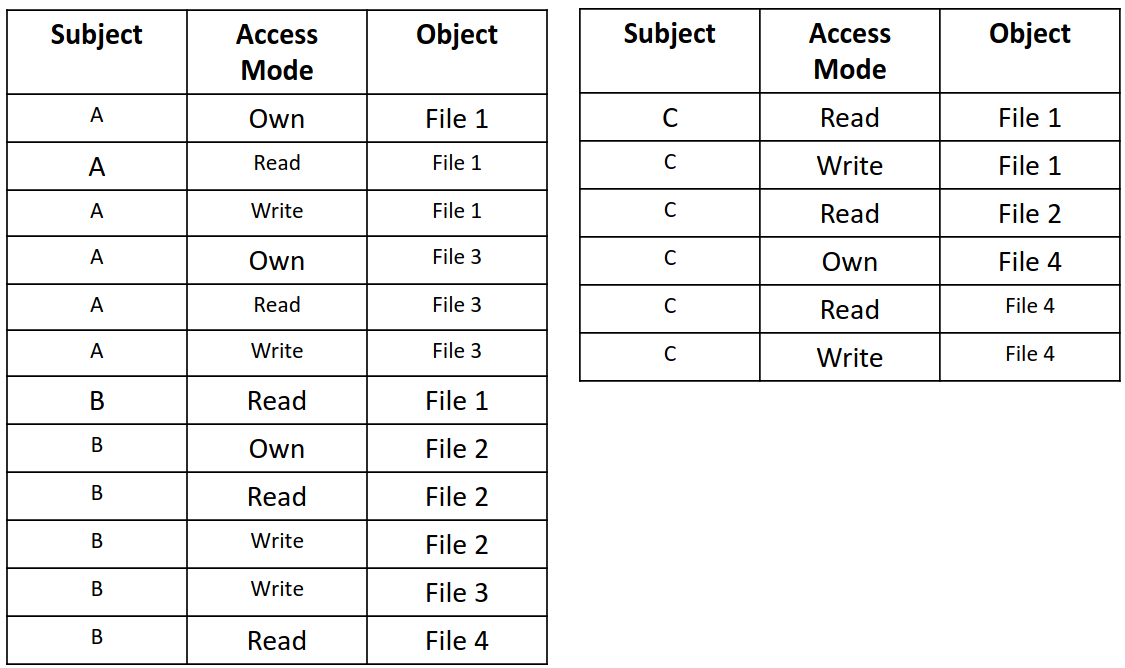 Subject Access Mode Object
A Own File 1
A Read File 1
A Write File 1
A Own File 3
A Read File 3
A Write File 3
B Read File 1
B Own File 2
B Read File 2
B Write File 2
B Write File 3
B Read File 4
Subject Access Mode Object
C Read File 1
C Write File 1
C Read File 2
C Own File 4
C Read File 4
C Write File 4